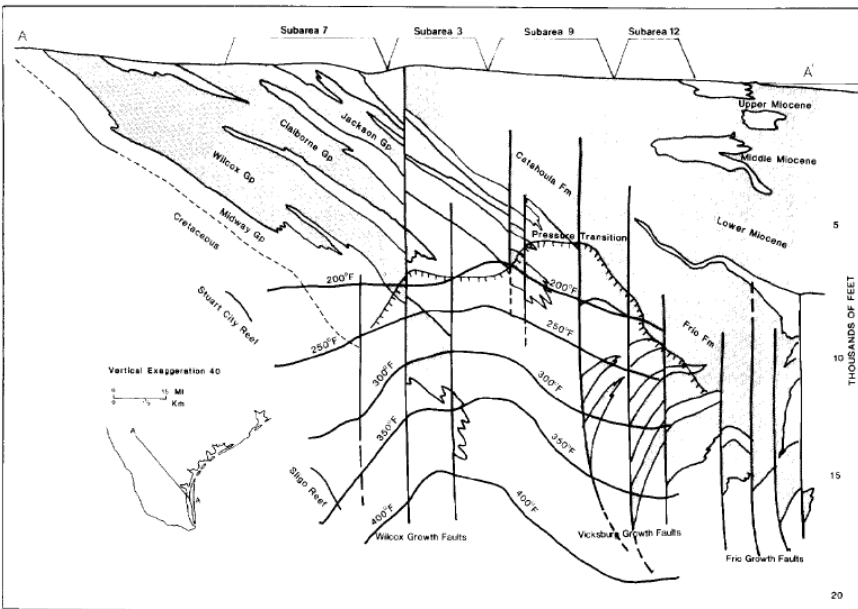 Subarea 7
Subarea 3
Subarea 9
Subarea 12
A
A'
Upper Miocene
Jackson Gp
Claiborne Gp
Middle Miocene
Wilcox Gp
Catahoula Fm
Midway Gp
Lower Miocene
5
Cretaceous
Pressure Transition
THOUSANDS OF FEET
200°F
200°F
Stuart City Reef
250°F
250°F
Frio Fm
10
Vertical Exaggeration 40
300°F
300°F
0 15 Mi
0 Km
350°F
350°F
A
Sligo Reef
15
A'
400°F
400°F
Wilcox Growth Faults
Vicksburg Growth Faults
Frio Growth Faults
20